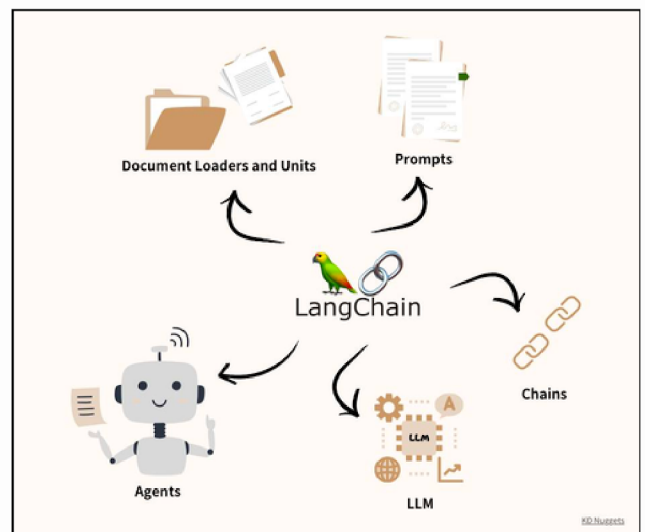 Document Loaders and Units
Prompts
LangChain
Chains
A
LLM
Agents
LLM
KD Nuggets